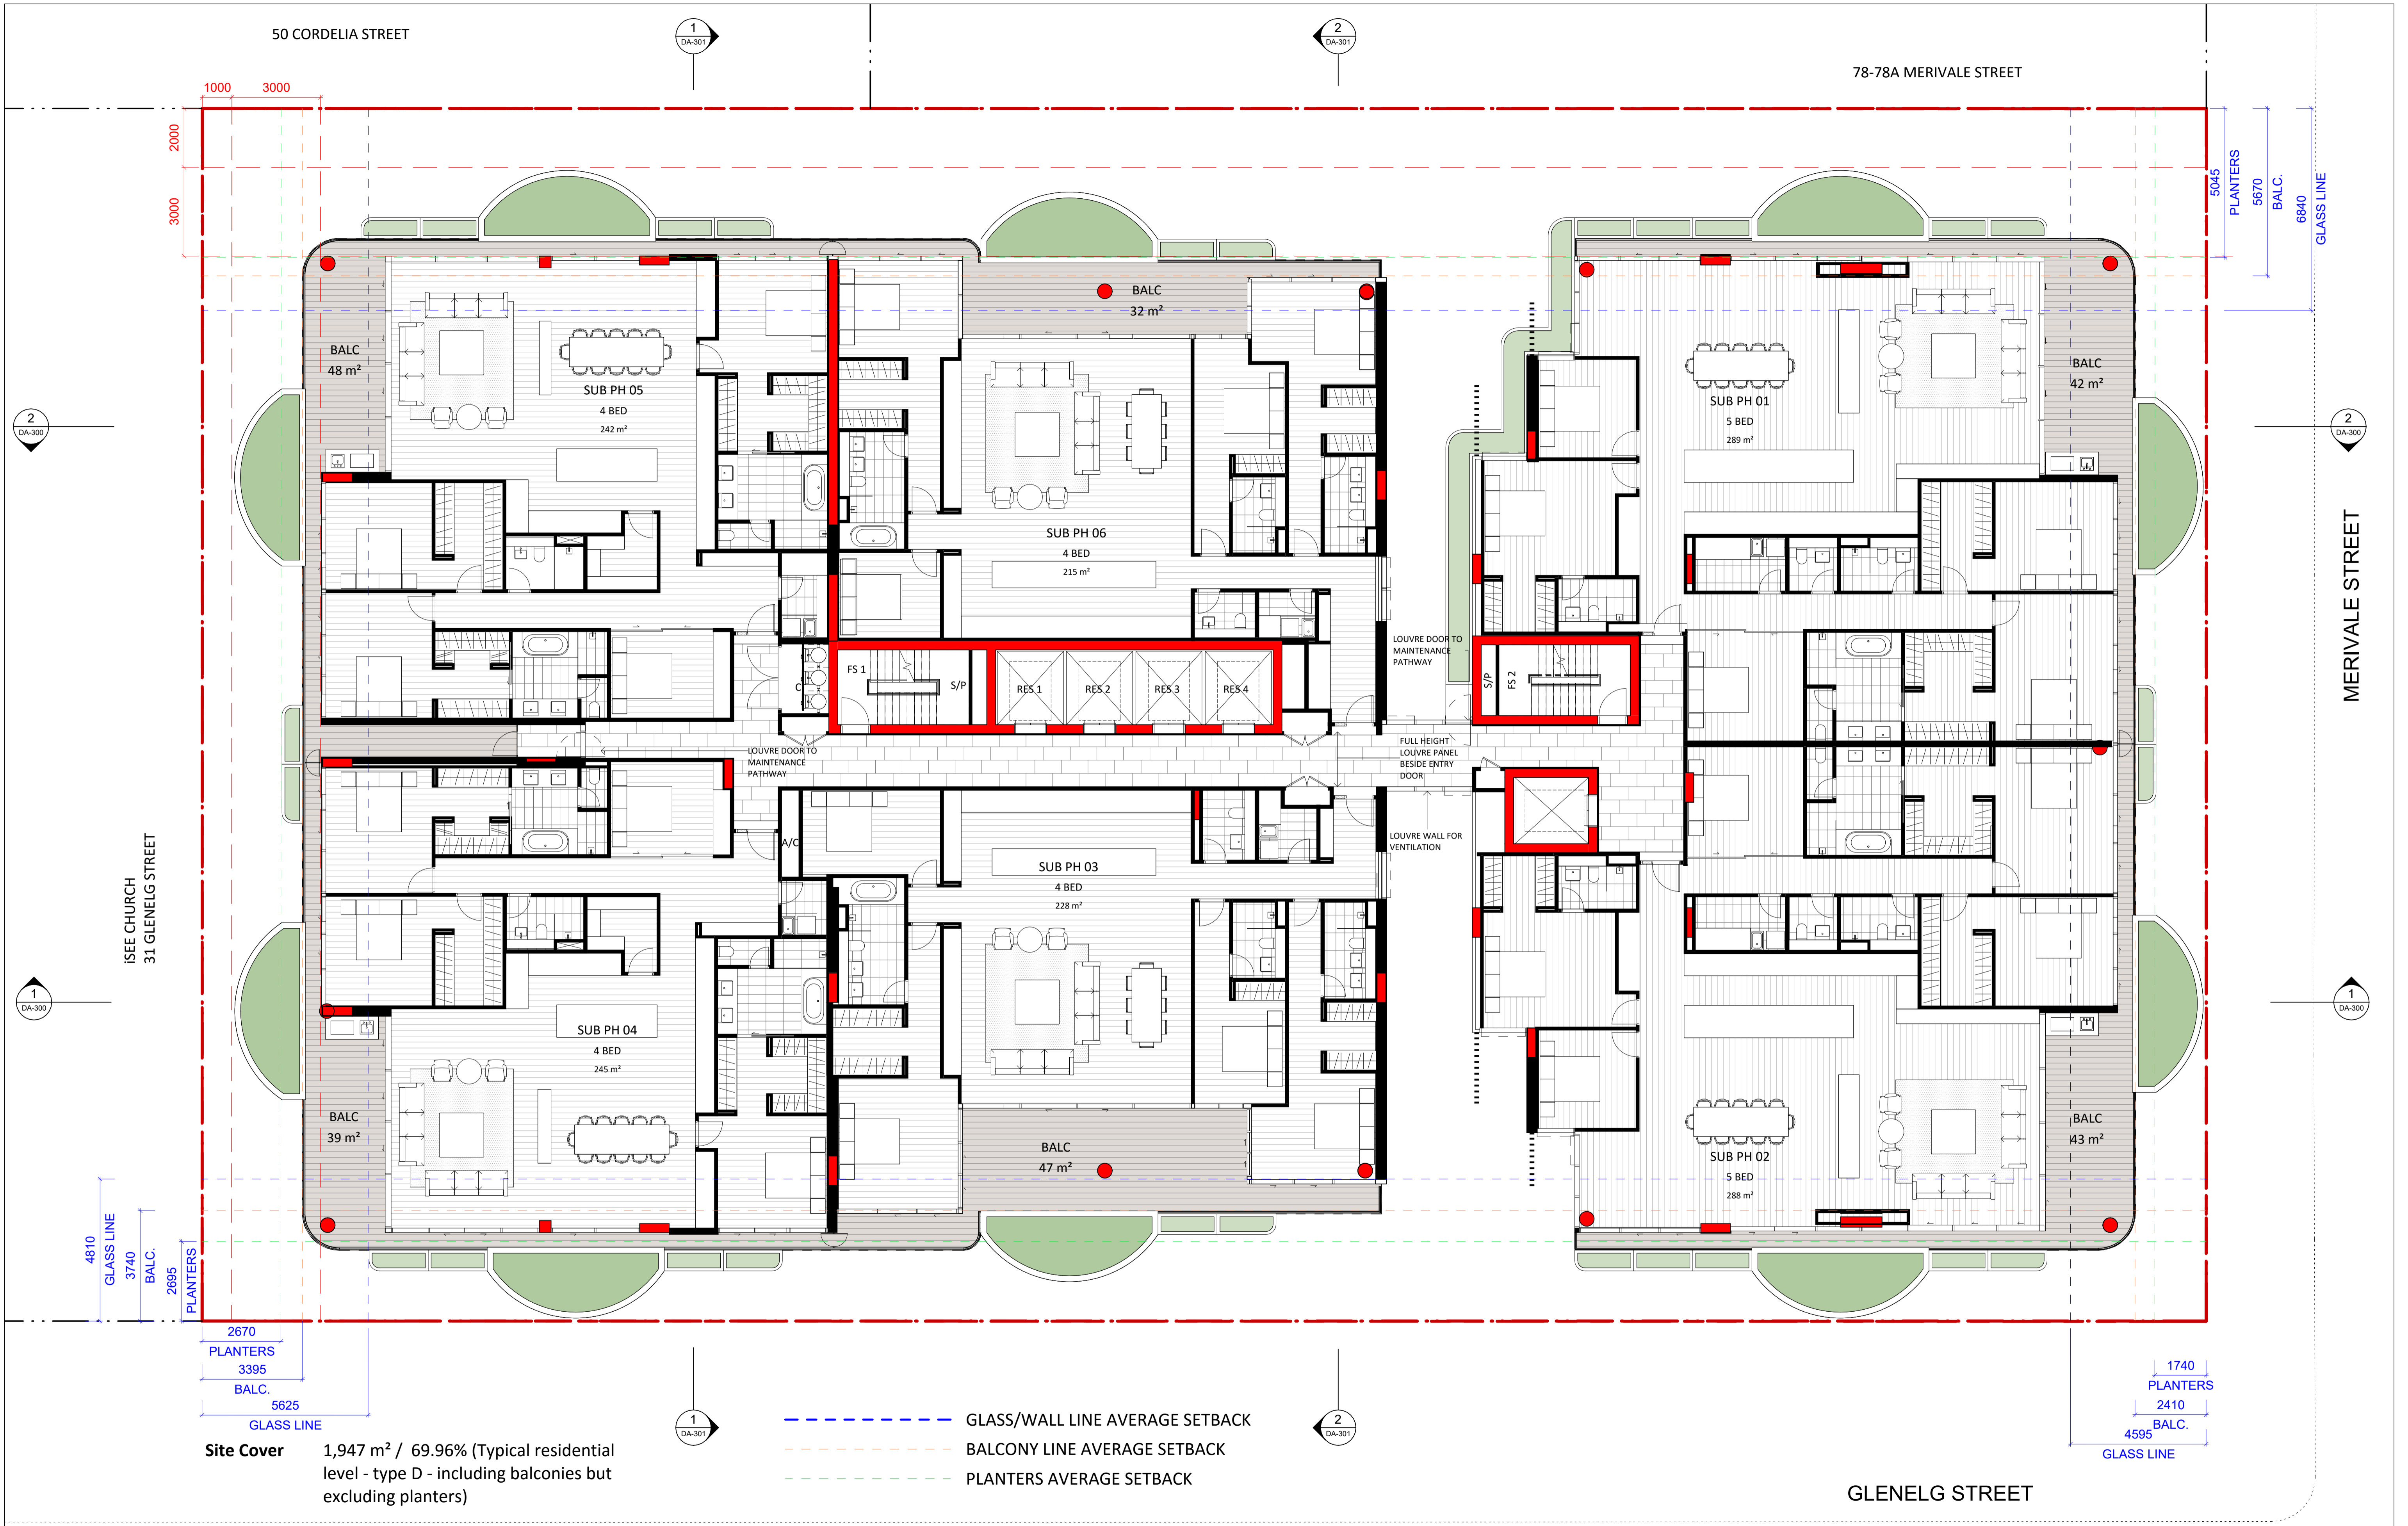 50 CORDELIA STREET
1
DA-301
2
DA-301
78-78A MERIVALE STREET
1000
3000
2000
3000
5045
PLANTERS
5670
BALC.
6840
GLASS LINE
BALC
32 m²
BALC
48 m²
SUB PH 05
4 BED
242 m²
BALC
42 m²
SUB PH 01
5 BED
289 m²
2
DA-300
2
DA-300
SUB PH 06
4 BED
215 m²
MERIVALE STREET
LOUVRE DOOR TO
MAINTENANCE
PATHWAY
FS 1
S/P
RES 1
RES 2
RES 3
RES 4
S/P
FS 2
C
LOUVRE DOOR TO
MAINTENANCE
PATHWAY
FULL HEIGHT
LOUVRE PANEL
BESIDE ENTRY
DOOR
LOUVRE WALL FOR
VENTILATION
A/C
iSEE CHURCH
31 GLENELG STREET
SUB PH 03
4 BED
228 m²
1
DA-300
1
DA-300
SUB PH 04
4 BED
245 m²
BALC
39 m²
BALC
47 m²
SUB PH 02
5 BED
288 m²
BALC
43 m²
4810
GLASS LINE
3740
BALC.
2695
PLANTERS
2670
PLANTERS
3395
BALC.
5625
GLASS LINE
1740
PLANTERS
2410
BALC.
4595
GLASS LINE
1
DA-301
2
DA-301
GLASS/WALL LINE AVERAGE SETBACK
BALCONY LINE AVERAGE SETBACK
PLANTERS AVERAGE SETBACK
Site Cover 1,947 m² / 69.96% (Typical residential
level - type D - including balconies but
excluding planters)
GLENELG STREET